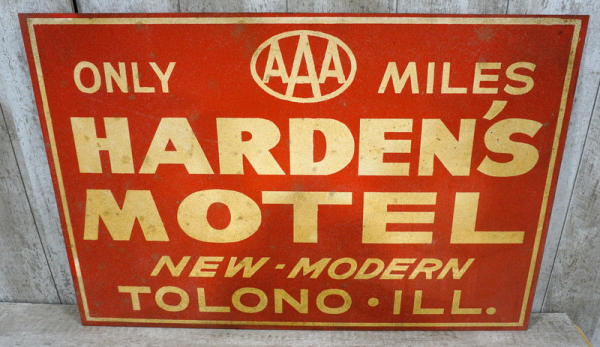 ONLY AAA MILES
HARDEN'S
MOTEL
NEW-MODERN
TOLONO · ILL.